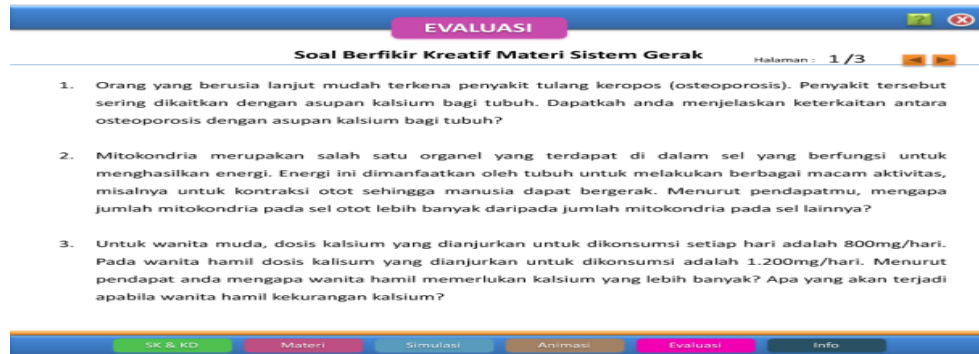 EVALUASI
?
X
Soal Berfikir Kreatif Materi Sistem Gerak
Halaman : 1 /3
1. Orang yang berusia lanjut mudah terkena penyakit tulang keropos (osteoporosis). Penyakit tersebut
sering dikaitkan dengan asupan kalsium bagi tubuh. Dapatkah anda menjelaskan keterkaitan antara
osteoporosis dengan asupan kalsium bagi tubuh?
2. Mitokondria merupakan salah satu organel yang terdapat di dalam sel yang berfungsi untuk
menghasilkan energi. Energi ini dimanfaatkan oleh tubuh untuk melakukan berbagai macam aktivitas,
misalnya untuk kontraksi otot sehingga manusia dapat bergerak. Menurut pendapatmu, mengapa
jumlah mitokondria pada sel otot lebih banyak daripada jumlah mitokondria pada sel lainnya?
3. Untuk wanita muda, dosis kalsium yang dianjurkan untuk dikonsumsi setiap hari adalah 800mg/hari.
Pada wanita hamil dosis kalisum yang dianjurkan untuk dikonsumsi adalah 1.200mg/hari. Menurut
pendapat anda mengapa wanita hamil memerlukan kalsium yang lebih banyak? Apa yang akan terjadi
apabila wanita hamil kekurangan kalsium?
SK & KD Materi Simulasi Animasi Evaluasi Info